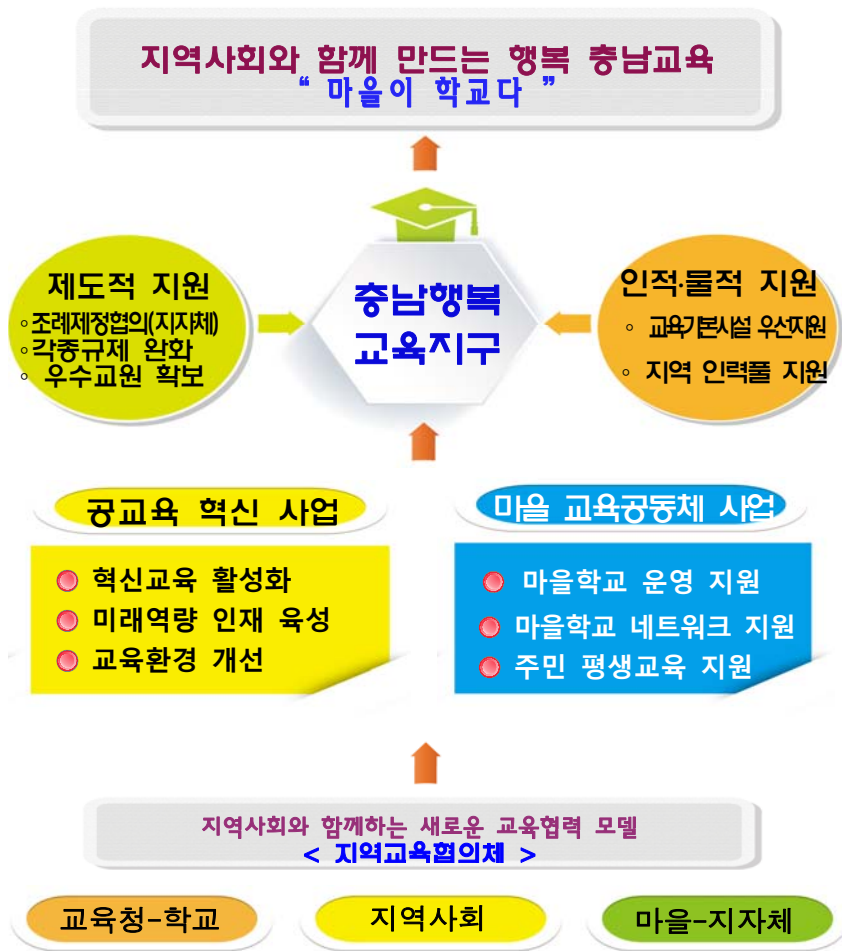 지역사회와 함께 만드는 행복 충남교육
“ 마을이 학교다 ”
제도적 지원
◦조례제정협의(지자체)
◦각종규제 완화
◦ 우수교원 확보
충남행복
교육지구
인적·물적 지원
◦ 교육기본시설 우선지원
◦ 지역 인력풀 지원
공교육 혁신 사업
혁신교육 활성화
미래역량 인재 육성
교육환경 개선
마을 교육공동체 사업
마을학교 운영 지원
마을학교 네트워크 지원
주민 평생교육 지원
지역사회와 함께하는 새로운 교육협력 모델
< 지역교육협의체 >
교육청-학교
지역사회
마을-지자체